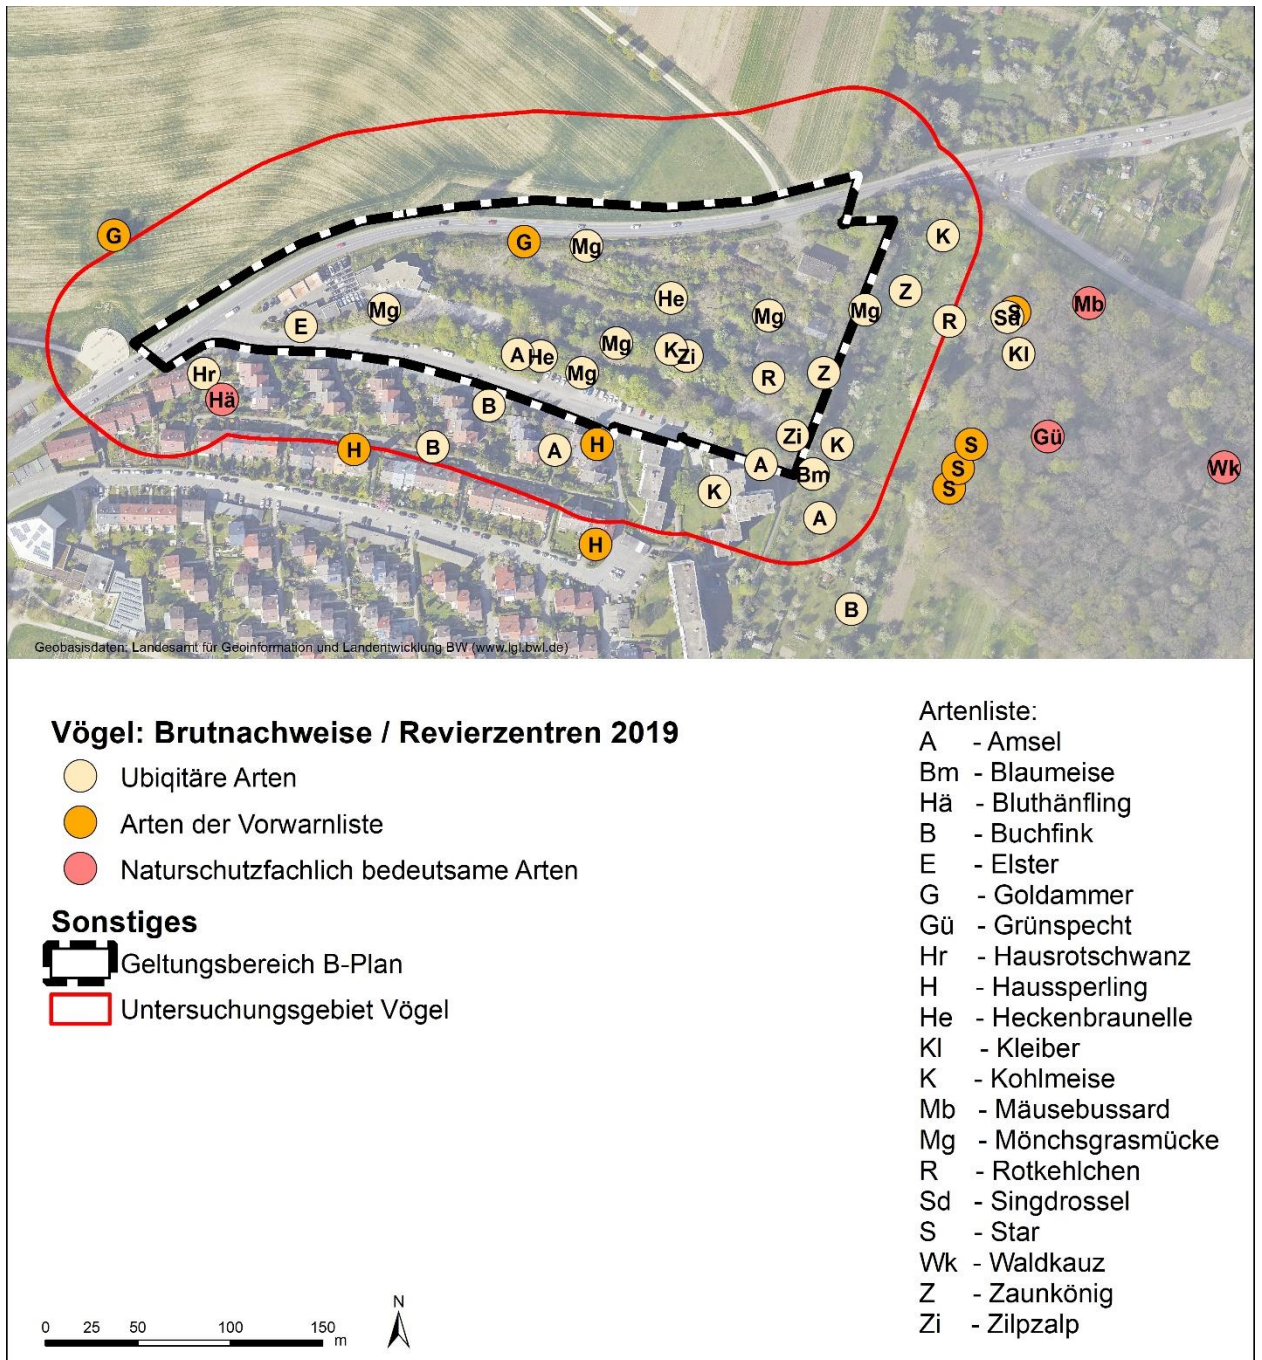 G
G
Mg
K
He
Z
Mg
E
Mg
Mg
R
Sd
S
Mb
A
He
Mg
K
Zi
Kl
Hr
Mg
R
Z
Hä
B
H
B
A
H
Zi
K
S
Gü
A
Bm
S
Wk
K
S
A
H
B
Geobasisdaten: Landesamt für Geoinformation und Landentwicklung BW (www.lgl.bwl.de)
Vögel: Brutnachweise / Revierzentren 2019
Ubiqitäre Arten
Arten der Vorwarnliste
Naturschutzfachlich bedeutsame Arten
Sonstiges
Geltungsbereich B-Plan
Untersuchungsgebiet Vögel
Artenliste:
A - Amsel
Bm - Blaumeise
Hä - Bluthänfling
B - Buchfink
E - Elster
G - Goldammer
Gü - Grünspecht
Hr - Hausrotschwanz
H - Haussperling
He - Heckenbraunelle
Kl - Kleiber
K - Kohlmeise
Mb - Mäusebussard
Mg - Mönchsgrasmücke
R - Rotkehlchen
Sd - Singdrossel
S - Star
Wk - Waldkauz
Z - Zaunkönig
Zi - Zilpzalp
0 25 50 100 150
m
N